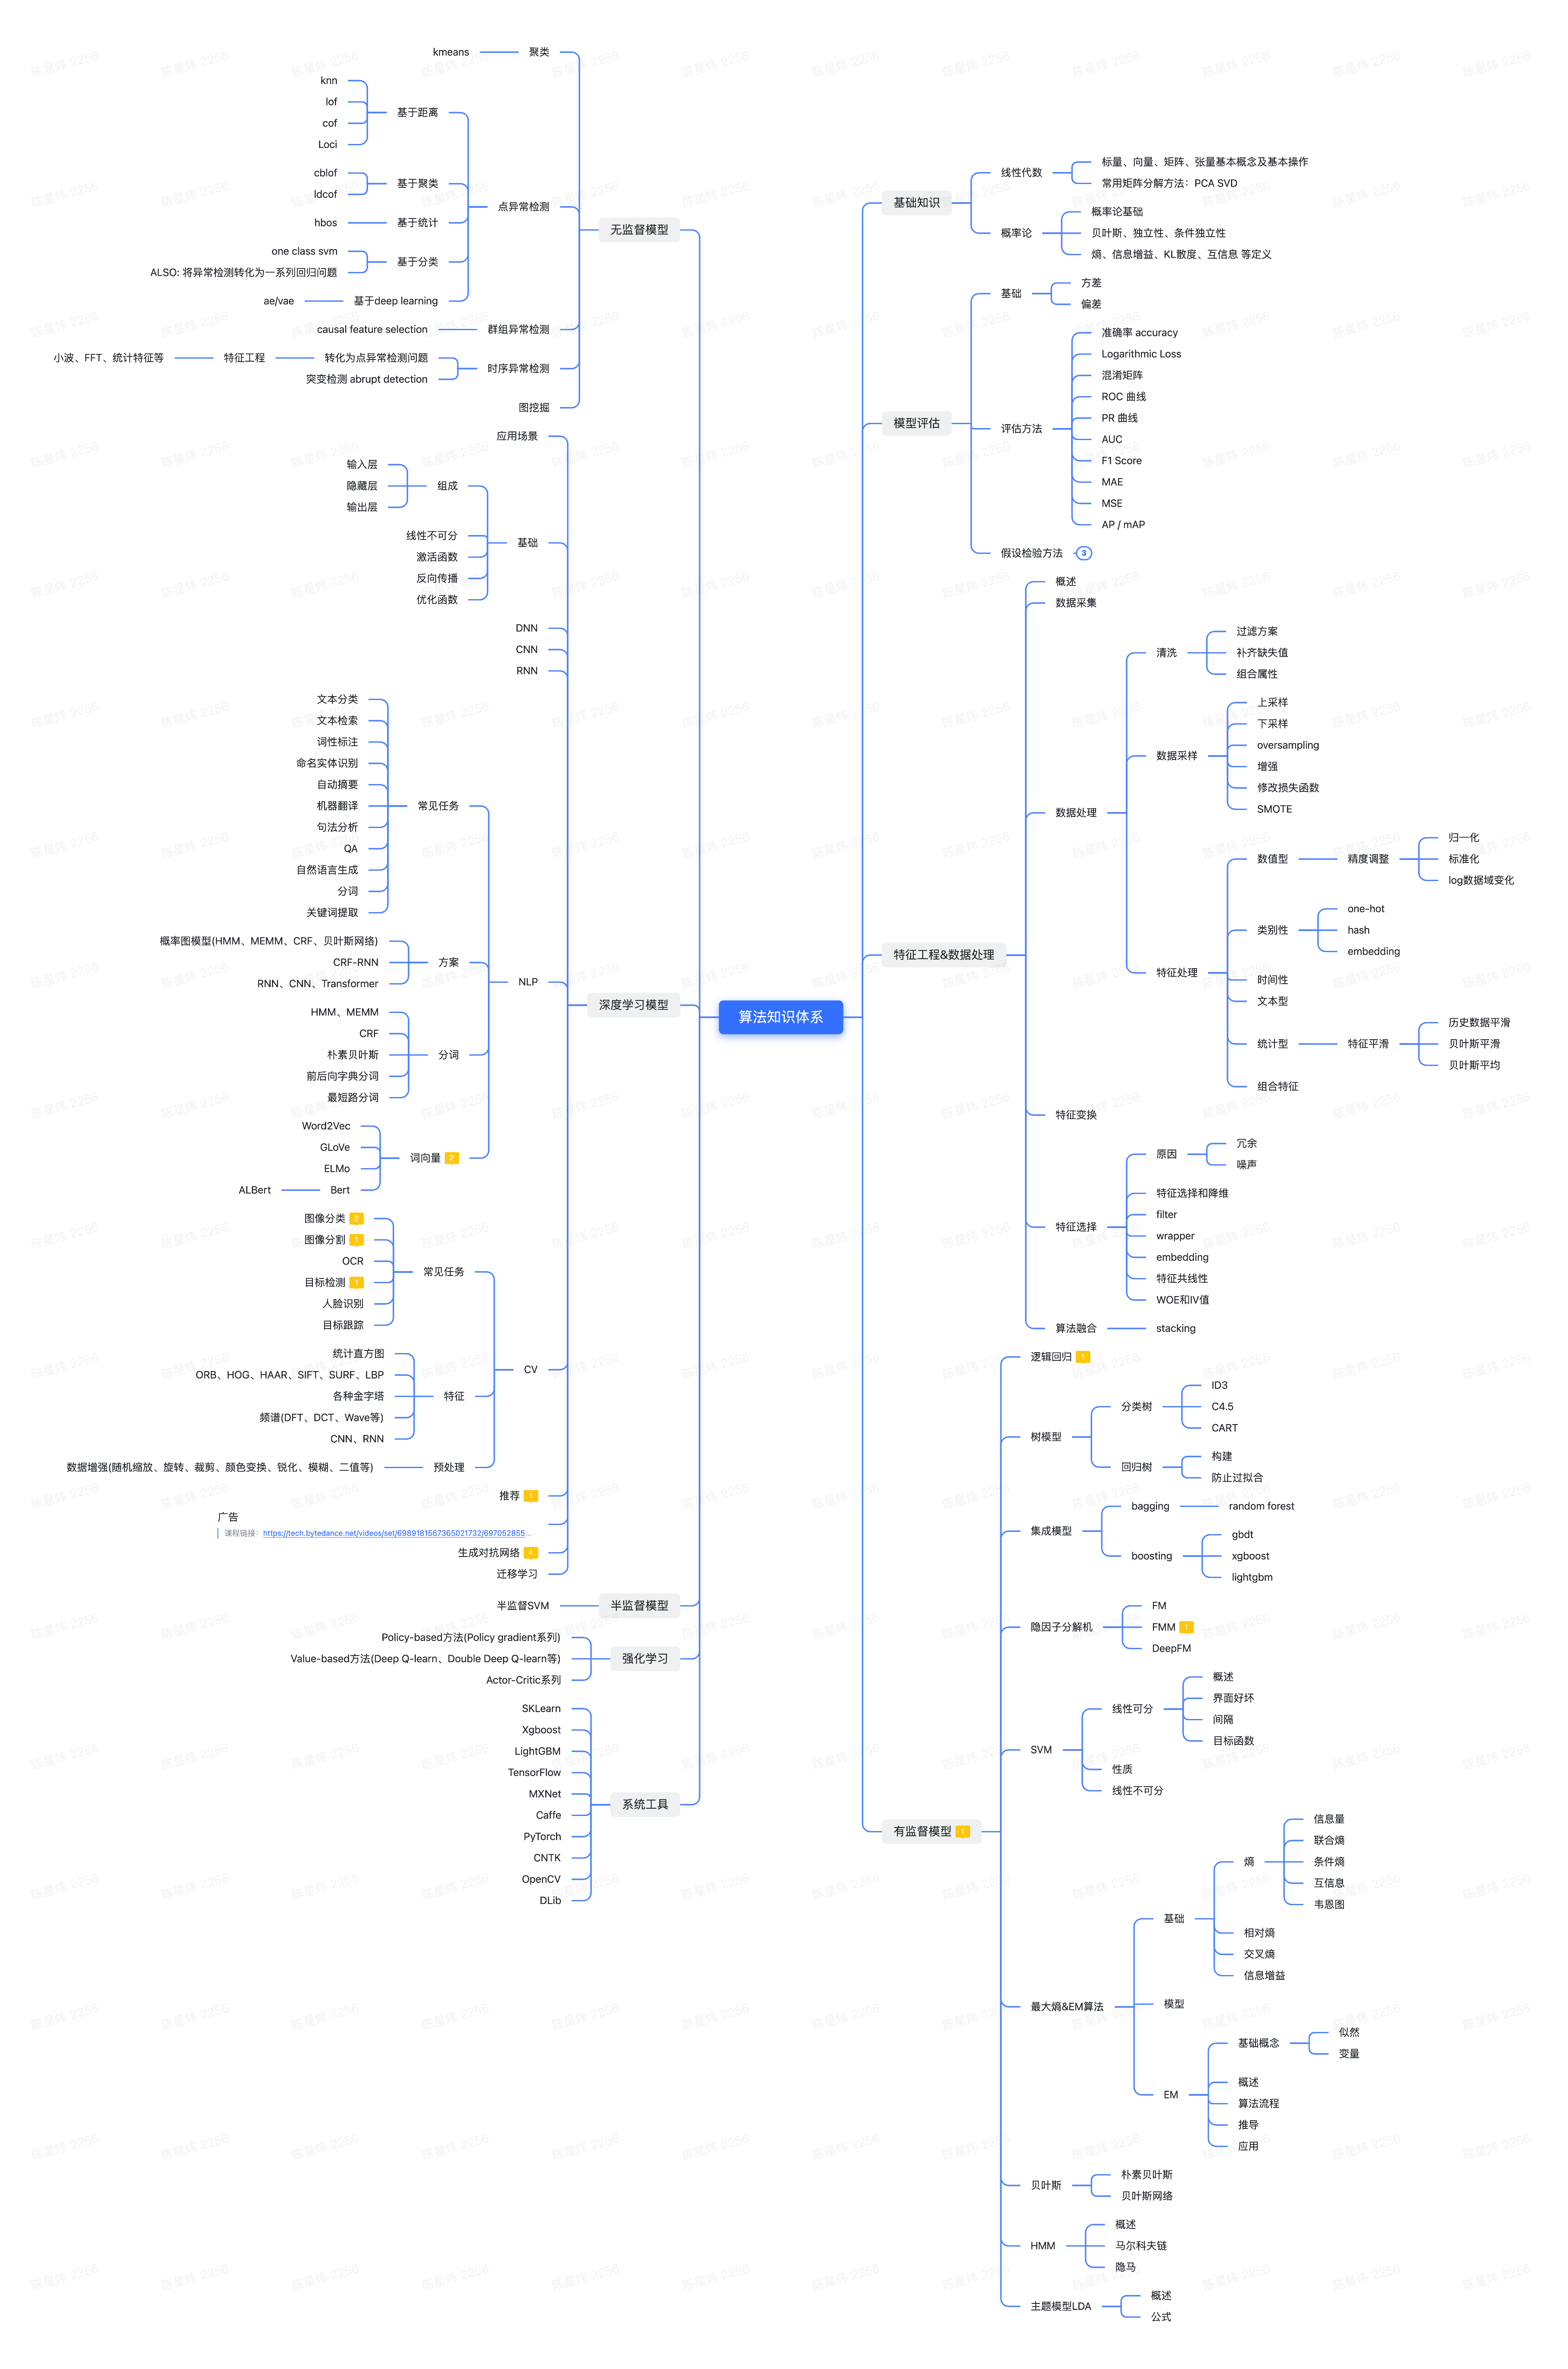 算法知识体系
基础知识
线性代数
标量、向量、矩阵、张量基本概念及基本操作
常用矩阵分解方法：PCA SVD
概率论
概率论基础
贝叶斯、独立性、条件独立性
熵、信息增益、KL散度、互信息 等定义
模型评估
基础
方差
偏差
评估方法
准确率 accuracy
Logarithmic Loss
混淆矩阵
ROC 曲线
PR 曲线
AUC
F1 Score
MAE
MSE
AP / mAP
假设检验方法 3
特征工程&数据处理
概述
数据采集
数据处理
清洗
过滤方案
补齐缺失值
组合属性
数据采样
上采样
下采样
oversampling
增强
修改损失函数
SMOTE
特征处理
数值型
精度调整
归一化
标准化
log数据域变化
类别性
one-hot
hash
embedding
时间性
文本型
统计型
特征平滑
历史数据平滑
贝叶斯平滑
贝叶斯平均
组合特征
特征变换
特征选择
原因
冗余
噪声
特征选择和降维
filter
wrapper
embedding
特征共线性
WOE和IV值
算法融合
stacking
有监督模型 1
逻辑回归 1
树模型
分类树
ID3
C4.5
CART
回归树
构建
防止过拟合
集成模型
bagging
random forest
boosting
gbdt
xgboost
lightgbm
隐因子分解机
FM
FMM 1
DeepFM
SVM
线性可分
概述
界面好坏
间隔
目标函数
性质
线性不可分
最大熵&EM算法
基础
熵
信息量
联合熵
条件熵
互信息
韦恩图
相对熵
交叉熵
信息增益
模型
EM
基础概念
似然
变量
概述
算法流程
推导
应用
贝叶斯
朴素贝叶斯
贝叶斯网络
HMM
概述
马尔科夫链
隐马
主题模型LDA
概述
公式
无监督模型
聚类
kmeans
点异常检测
基于距离
knn
lof
cof
Loci
基于聚类
cblof
ldcof
基于统计
hbos
基于分类
one class svm
ALSO: 将异常检测转化为一系列回归问题
基于deep learning
ae/vae
群组异常检测
causal feature selection
时序异常检测
转化为点异常检测问题
特征工程
小波、FFT、统计特征等
突变检测 abrupt detection
图挖掘
深度学习模型
应用场景
基础
组成
输入层
隐藏层
输出层
线性不可分
激活函数
反向传播
优化函数
DNN
CNN
RNN
NLP
常见任务
文本分类
文本检索
词性标注
命名实体识别
自动摘要
机器翻译
句法分析
QA
自然语言生成
分词
关键词提取
方案
概率图模型(HMM、MEMM、CRF、贝叶斯网络)
CRF-RNN
RNN、CNN、Transformer
分词
HMM、MEMM
CRF
朴素贝叶斯
前后向字典分词
最短路分词
词向量 2
Word2Vec
GLoVe
ELMo
Bert
ALBert
CV
常见任务
图像分类 2
图像分割 1
OCR
目标检测 1
人脸识别
目标跟踪
特征
统计直方图
ORB、HOG、HAAR、SIFT、SURF、LBP
各种金字塔
频谱(DFT、DCT、Wave等)
CNN、RNN
预处理
数据增强(随机缩放、旋转、裁剪、颜色变换、锐化、模糊、二值等)
推荐 1
广告
课程链接：https://tech.bytedance.net/videos/set/6989181567365021732/697052855...
生成对抗网络 4
迁移学习
半监督模型
半监督SVM
强化学习
Policy-based方法(Policy gradient系列)
Value-based方法(Deep Q-learn、Double Deep Q-learn等)
Actor-Critic系列
系统工具
SKLearn
Xgboost
LightGBM
TensorFlow
MXNet
Caffe
PyTorch
CNTK
OpenCV
DLib
陈星炜 2256